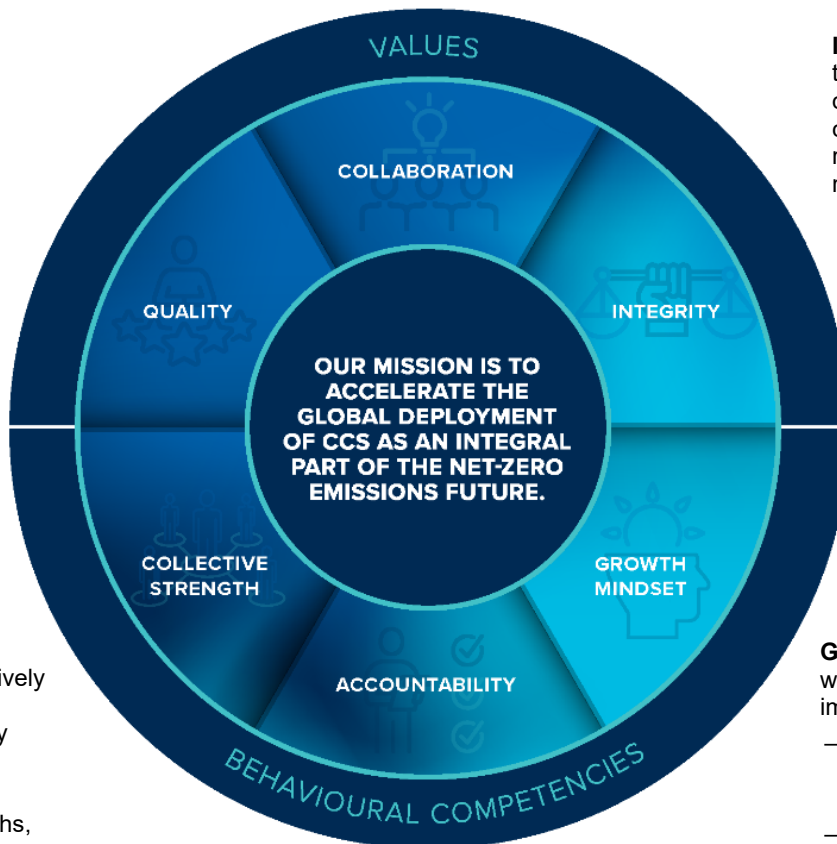 VALUES
COLLABORATION
QUALITY
INTEGRITY
OUR MISSION IS TO
ACCELERATE THE
GLOBAL DEPLOYMENT
OF CCS AS AN INTEGRAL
PART OF THE NET-ZERO
EMISSIONS FUTURE.
COLLECTIVE
STRENGTH
GROWTH
MINDSET
ACCOUNTABILITY
BEHAVIOURAL COMPETENCIES